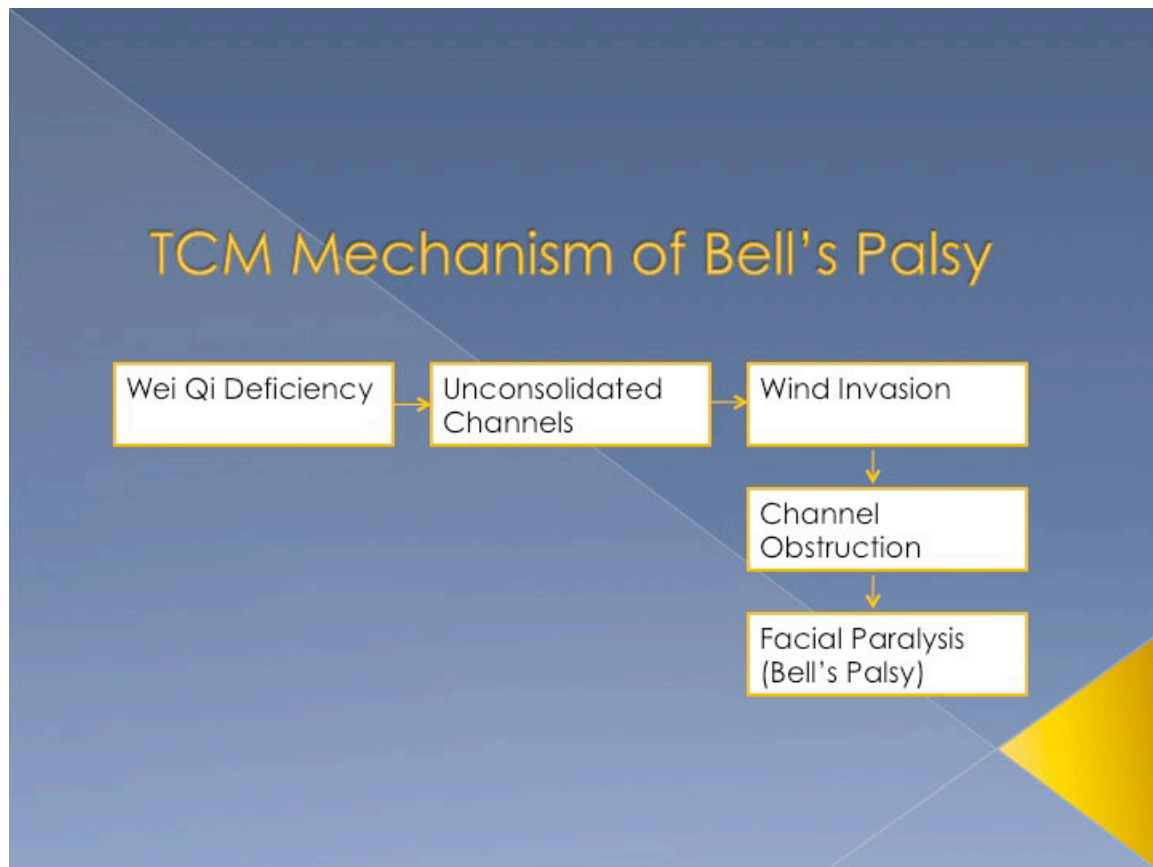 TCM Mechanism of Bell’s Palsy
Wei Qi Deficiency
Unconsolidated
Channels
Wind Invasion
Channel
Obstruction
Facial Paralysis
(Bell’s Palsy)